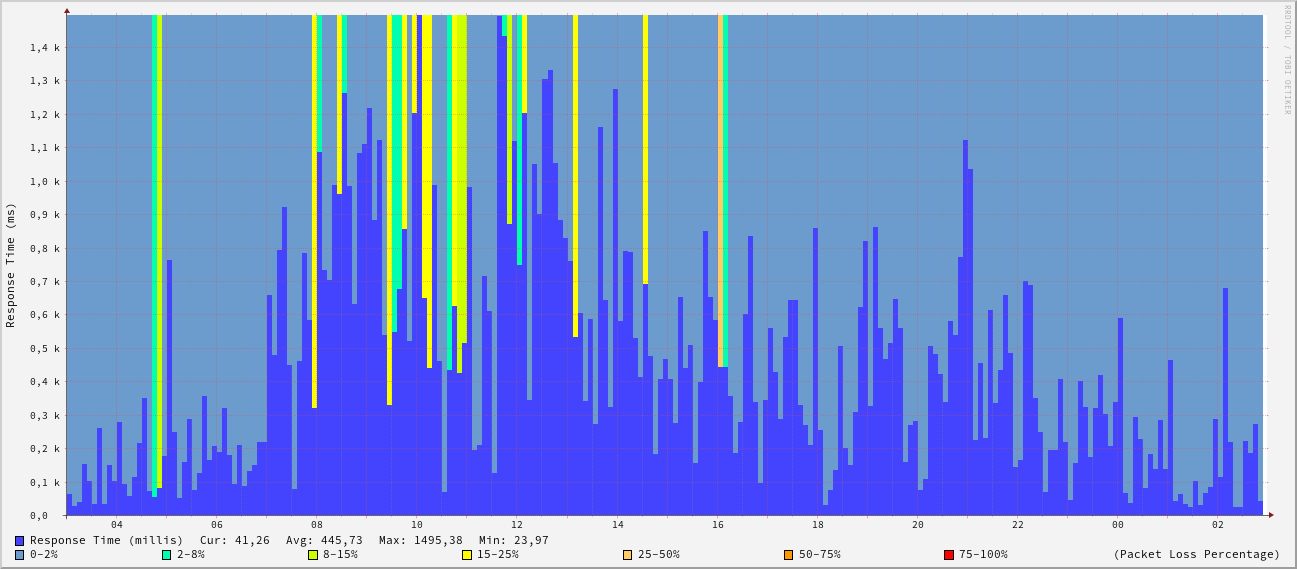 RRDTOOL / TOBI OETIKER
Response Time (ms)
1,4 k
1,3 k
1,2 k
1,1 k
1,0 k
0,9 k
0,8 k
0,7 k
0,6 k
0,5 k
0,4 k
0,3 k
0,2 k
0,1 k
0,0
04 06 08 10 12 14 16 18 20 22 00 02
Response Time (millis) Cur: 41,26 Avg: 445,73 Max: 1495,38 Min: 23,97
0-2% 2-8% 8-15% 15-25% 25-50% 50-75% 75-100% (Packet Loss Percentage)